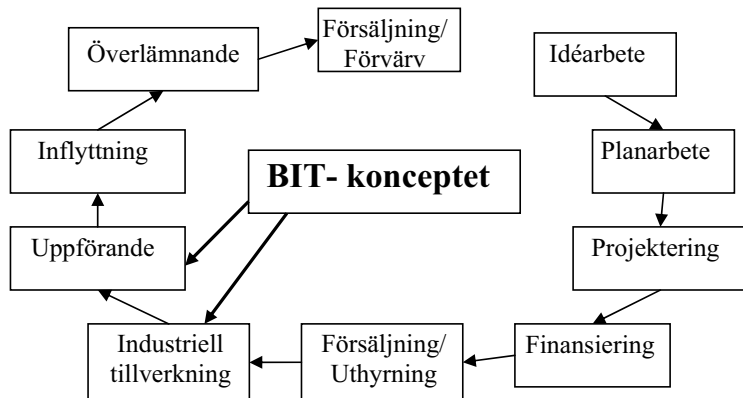 Överlämnande
Försäljning/
Förvärv
Idéarbete
Inflyttning
BIT- konceptet
Planarbete
Uppförande
Projektering
Industriell
tillverkning
Försäljning/
Uthyrning
Finansiering